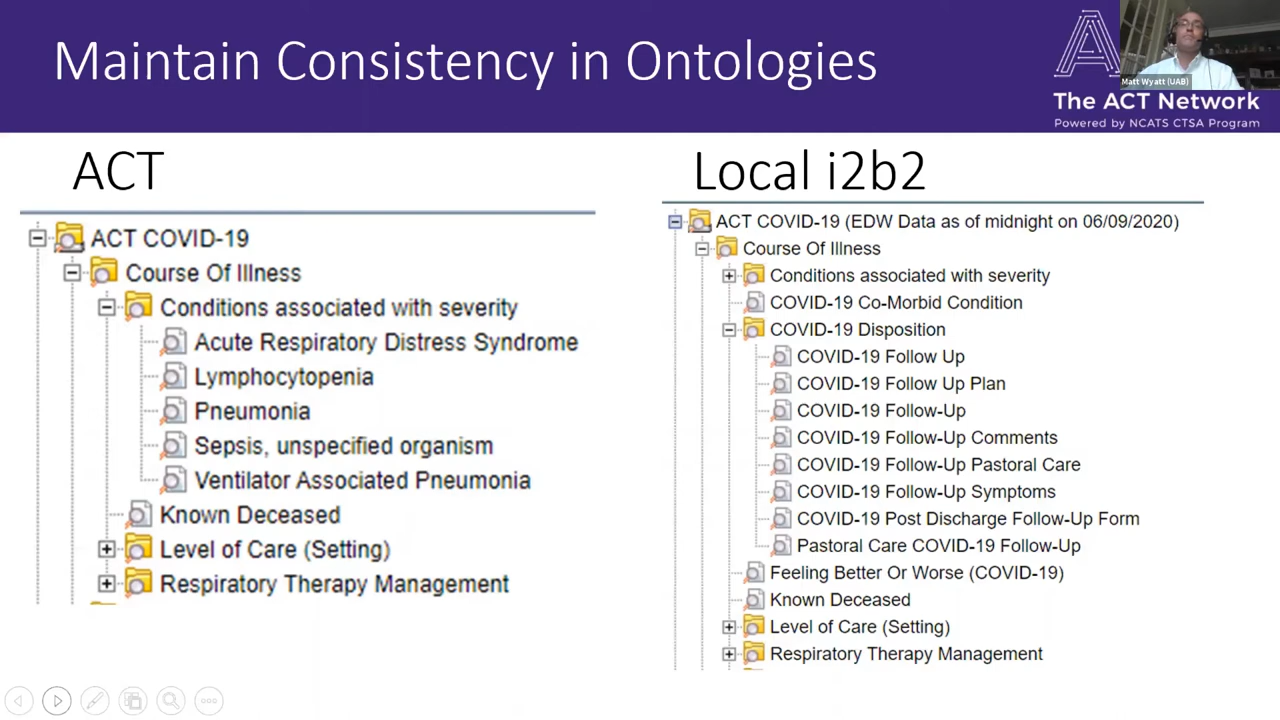 Maintain Consistency in Ontologies
Matt Wyatt (UAB)
The ACT Network
Powered by NCATS CTSA Program
ACT
ACT COVID-19
Course Of Illness
Conditions associated with severity
Acute Respiratory Distress Syndrome
Lymphocytopenia
Pneumonia
Sepsis, unspecified organism
Ventilator Associated Pneumonia
Known Deceased
Level of Care (Setting)
Respiratory Therapy Management
Local i2b2
ACT COVID-19 (EDW Data as of midnight on 06/09/2020)
Course Of Illness
Conditions associated with severity
COVID-19 Co-Morbid Condition
COVID-19 Disposition
COVID-19 Follow Up
COVID-19 Follow Up Plan
COVID-19 Follow-Up
COVID-19 Follow-Up Comments
COVID-19 Follow-Up Pastoral Care
COVID-19 Follow-Up Symptoms
COVID-19 Post Discharge Follow-Up Form
Pastoral Care COVID-19 Follow-Up
Feeling Better Or Worse (COVID-19)
Known Deceased
Level of Care (Setting)
Respiratory Therapy Management